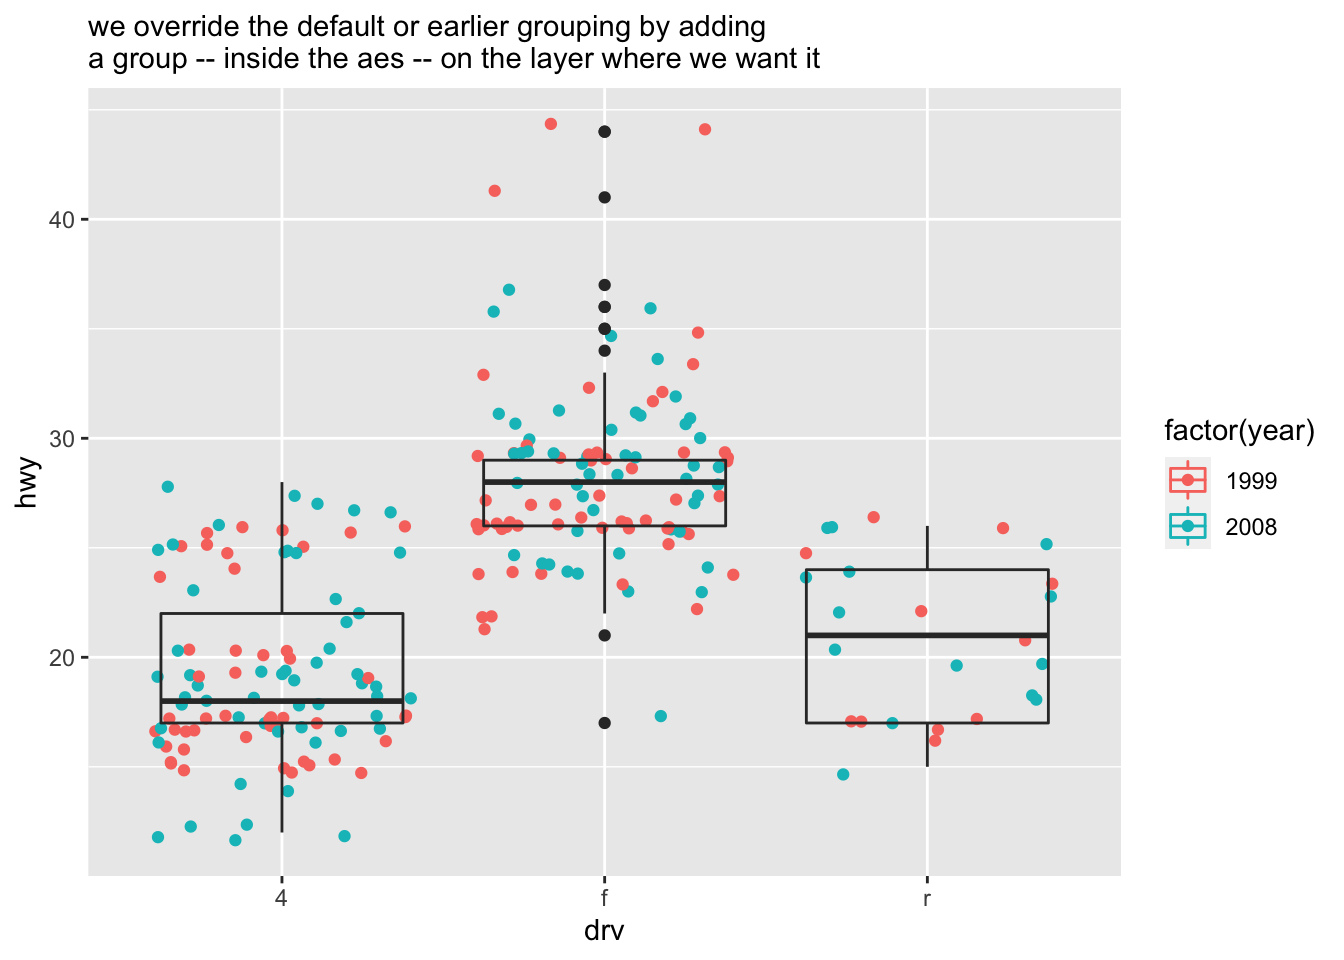 we override the default or earlier grouping by adding
a group -- inside the aes -- on the layer where we want it
40
30
20
hwy
4
f
r
drv
factor(year)
1999
2008